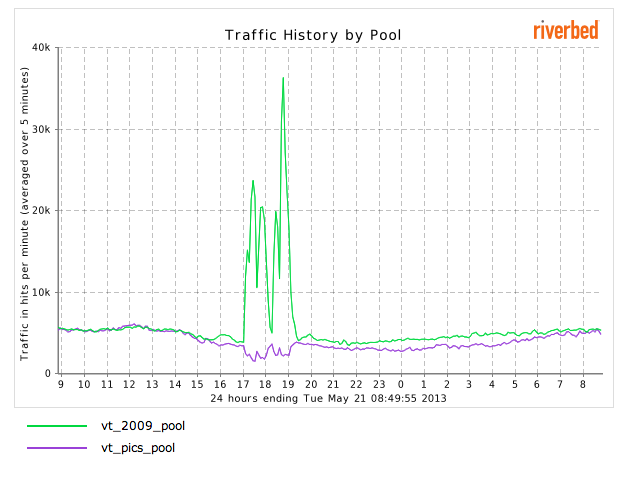 Traffic History by Pool
riverbed
Traffic in hits per minute (averaged over 5 minutes)
40k
30k
20k
10k
0
9 10 11 12 13 14 15 16 17 18 19 20 21 22 23 0 1 2 3 4 5 6 7 8
24 hours ending Tue May 21 08:49:55 2013
vt_2009_pool
vt_pics_pool